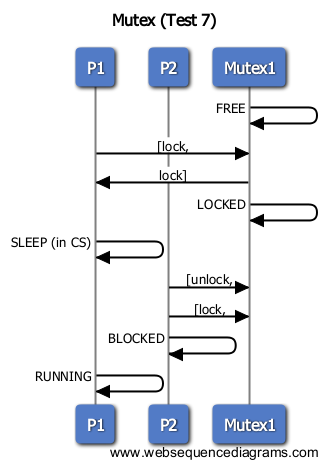 Mutex (Test 7)
P1 P2 Mutex1
FREE
[lock,
lock]
LOCKED
SLEEP (in CS)
[unlock,
[lock,
BLOCKED
RUNNING
P1 P2 Mutex1
www.websequencediagrams.com